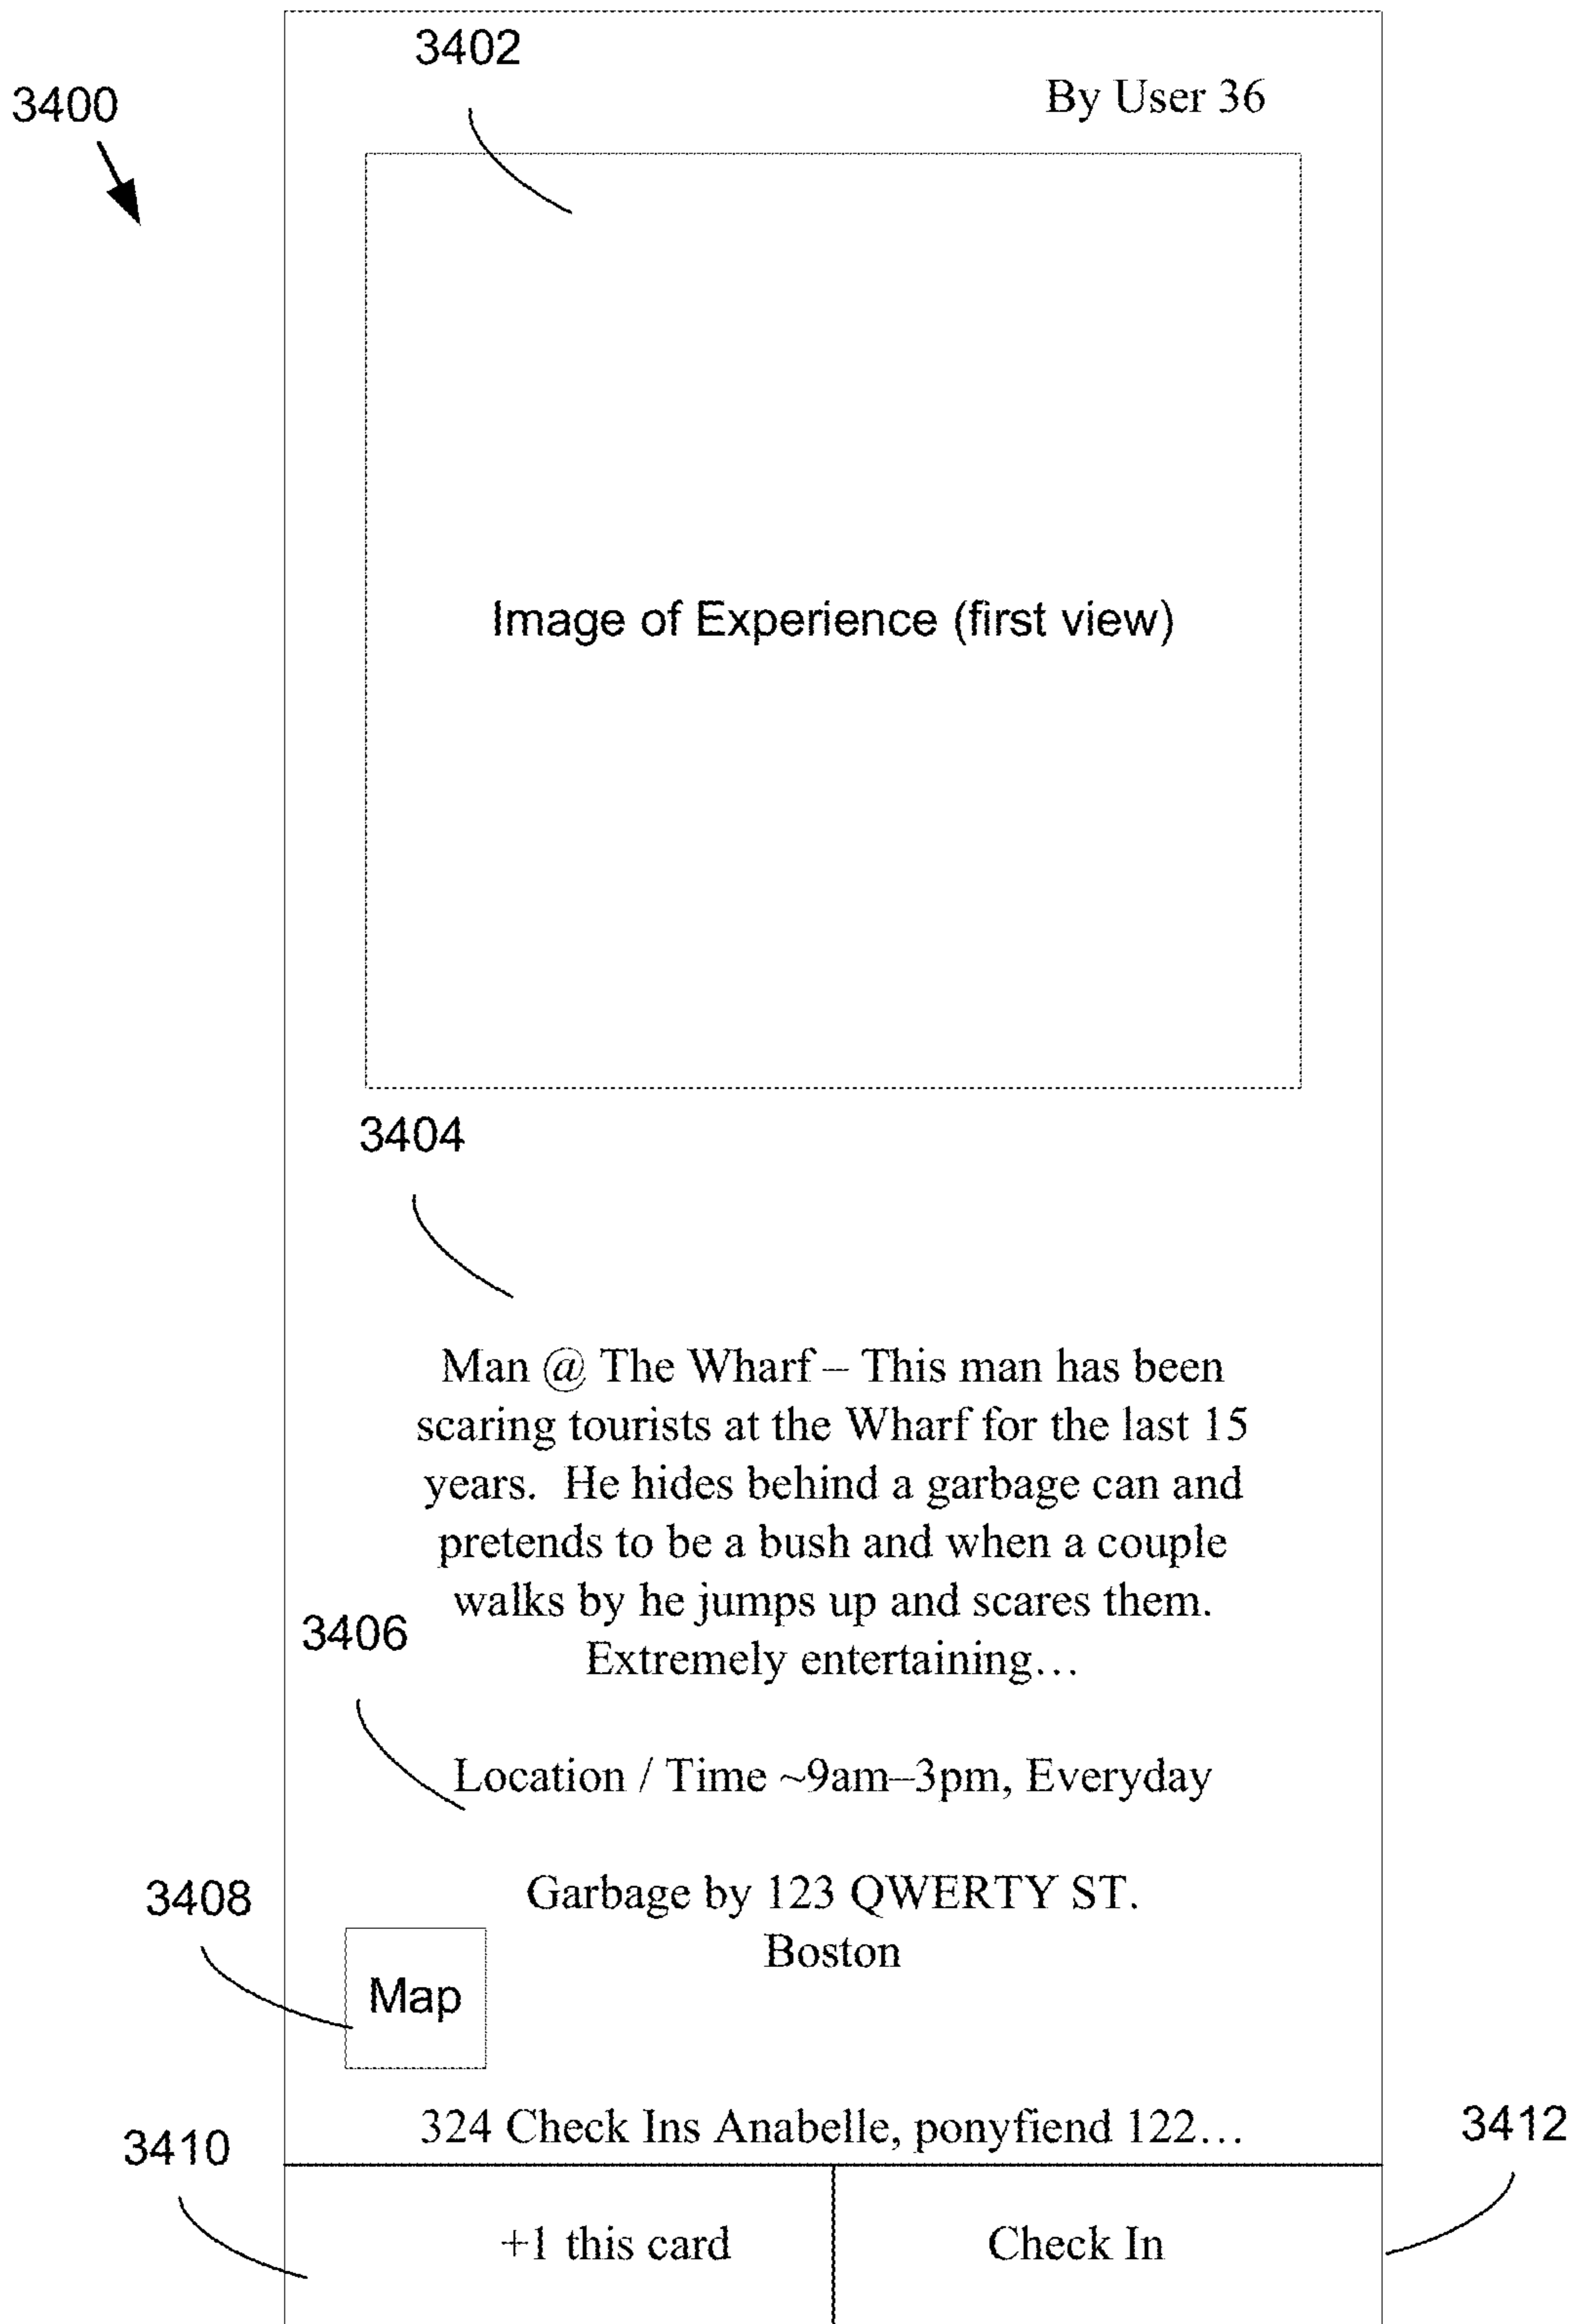 3402
3400
By User 36
Image of Experience (first view)
3404
Man @ The Wharf – This man has been
scaring tourists at the Wharf for the last 15
years.  He hides behind a garbage can and
pretends to be a bush and when a couple
walks by he jumps up and scares them.
3406
Extremely entertaining…
Location / Time ~9am–3pm, Everyday
3408
Garbage by 123 QWERTY ST.
Boston
Map
324 Check Ins Anabelle, ponyfiend 122…
3412
3410
+1 this card
Check In